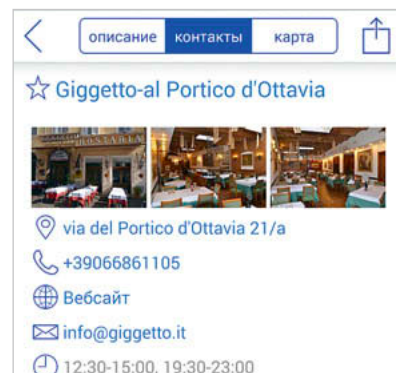 описание контакты карта
Giggetto-al Portico d'Ottavia
HOSTARIA
via del Portico d'Ottavia 21/a
+39066861105
Вебсайт
info@giggetto.it
12:30-15:00, 19:30-23:00